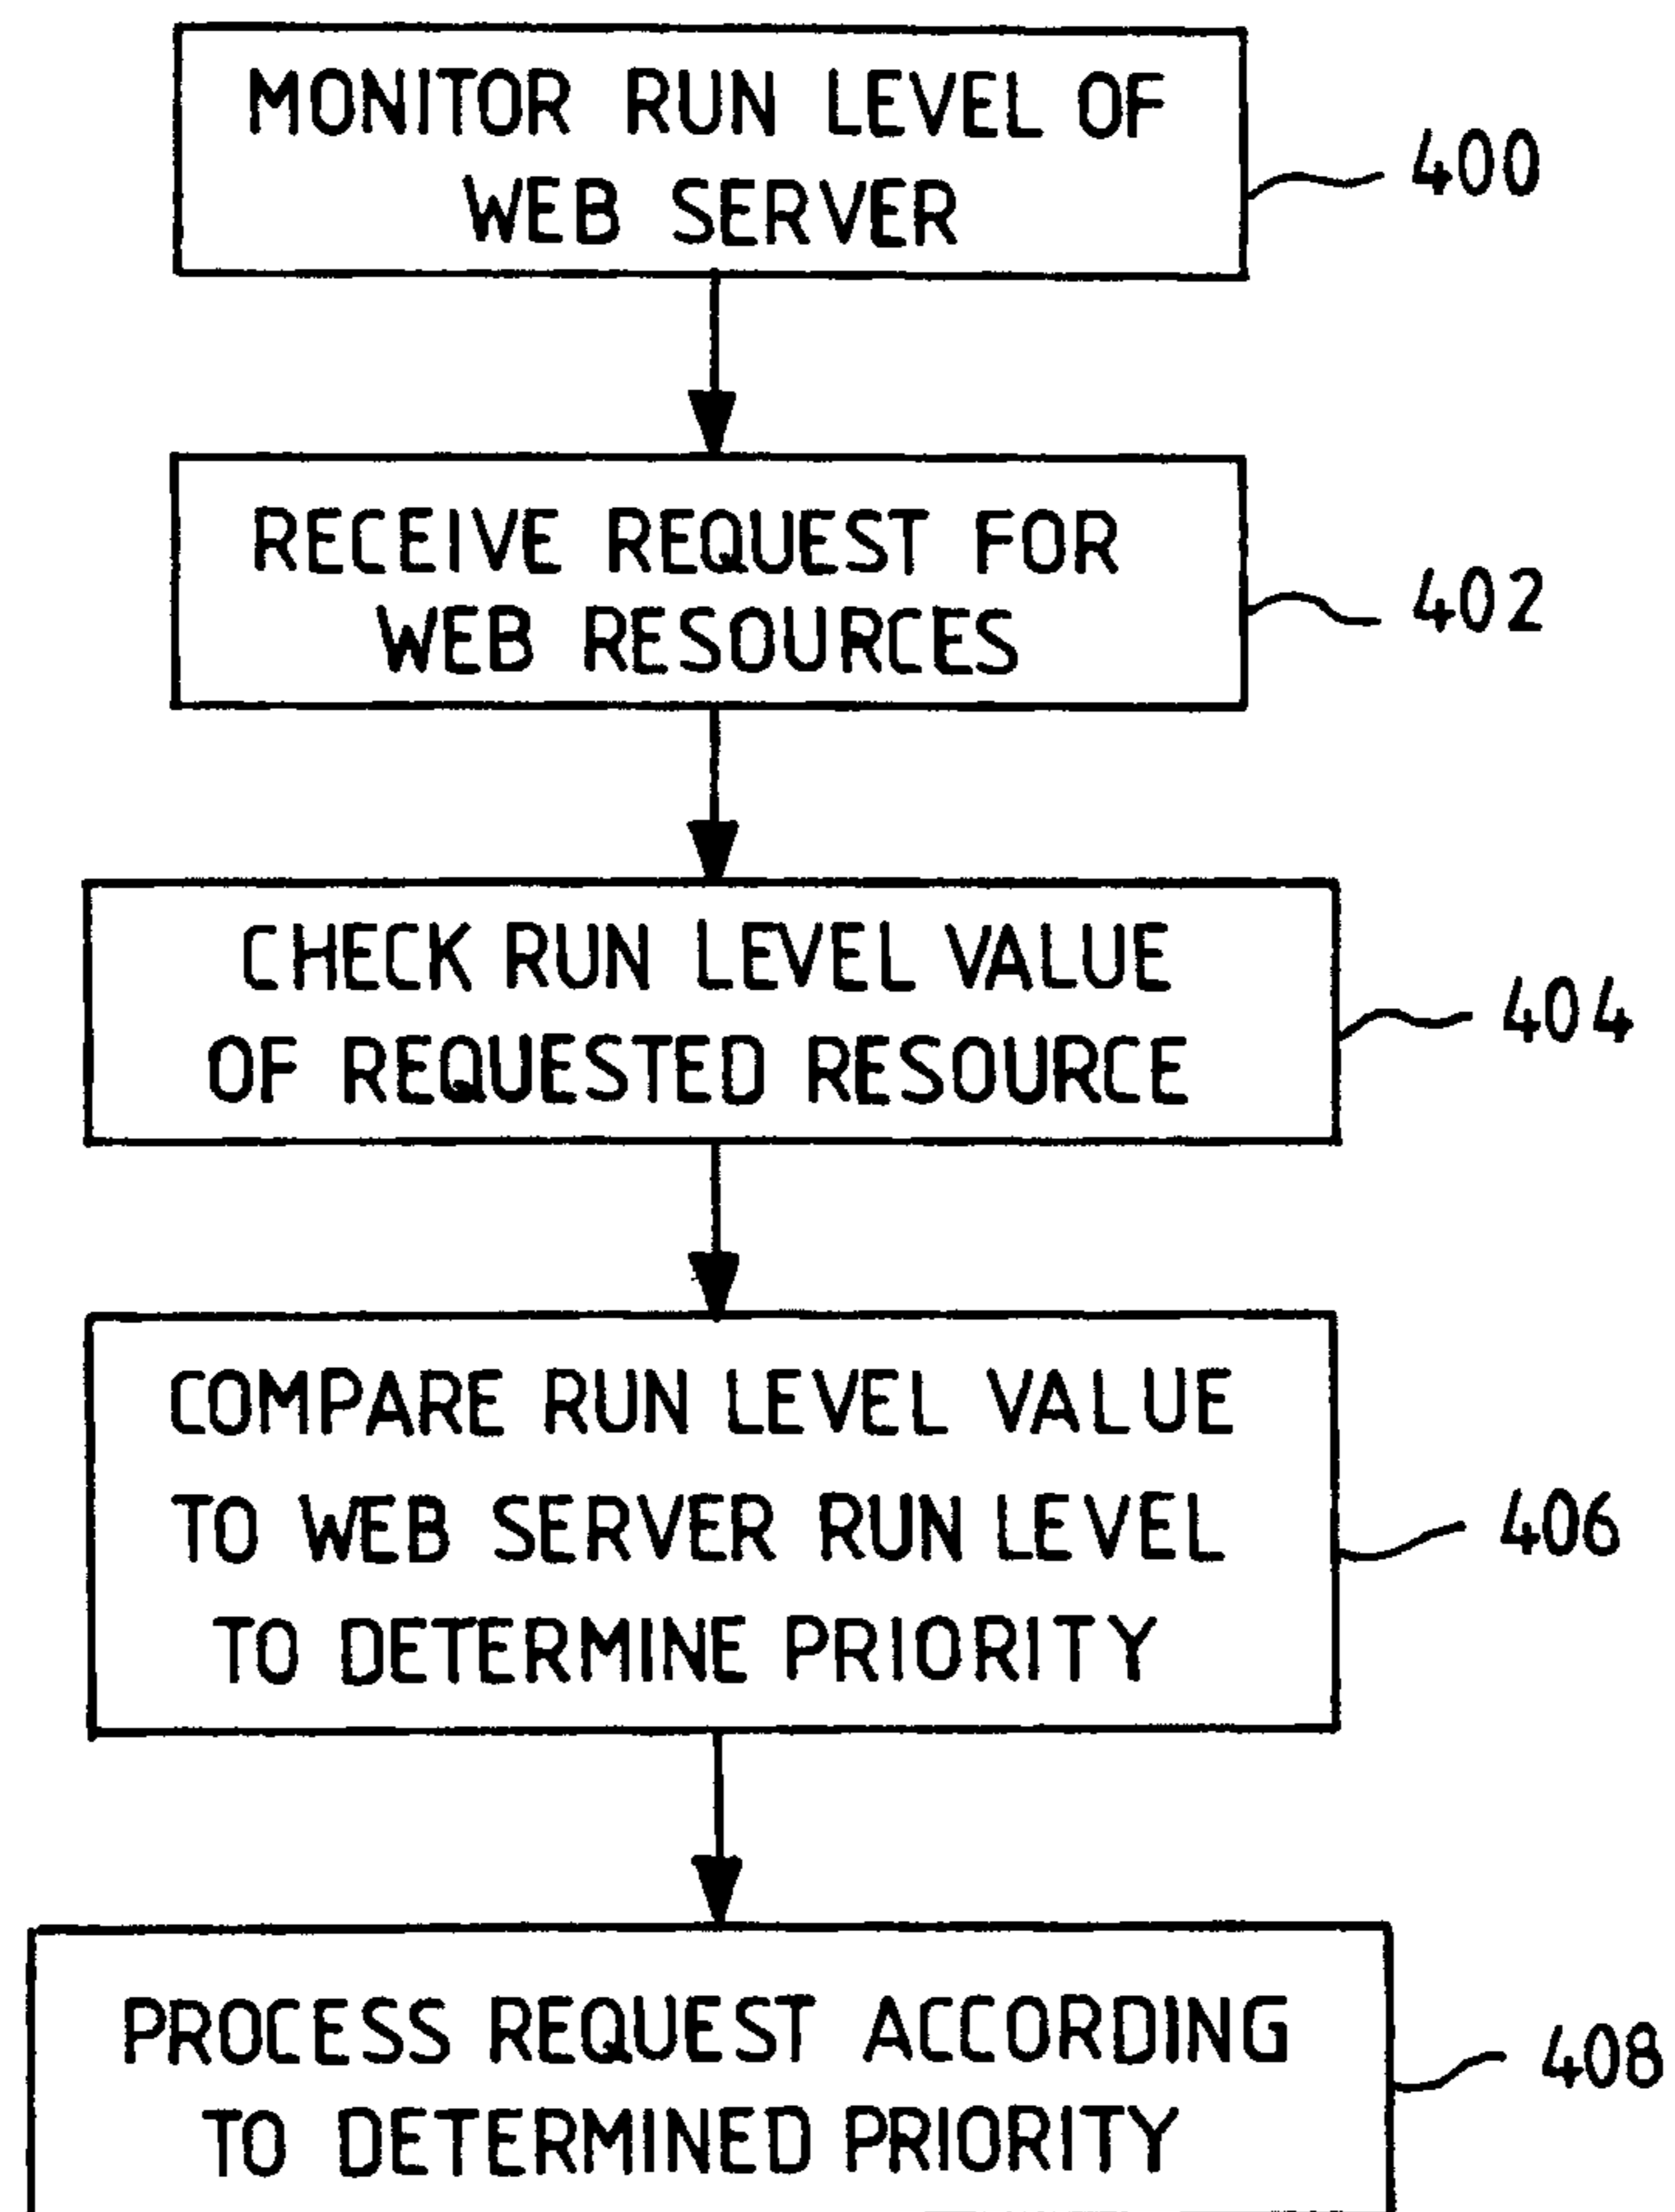 MONITOR RUN LEVEL OF
WEB SERVER
400
RECEIVE REQUEST FOR
WEB RESOURCES
402
CHECK RUN LEVEL VALUE
OF REQUESTED RESOURCE
404
COMPARE RUN LEVEL VALUE
TO WEB SERVER RUN LEVEL
TO DETERMINE PRIORITY
406
PROCESS REQUEST ACCORDING
TO DETERMINED PRIORITY
408